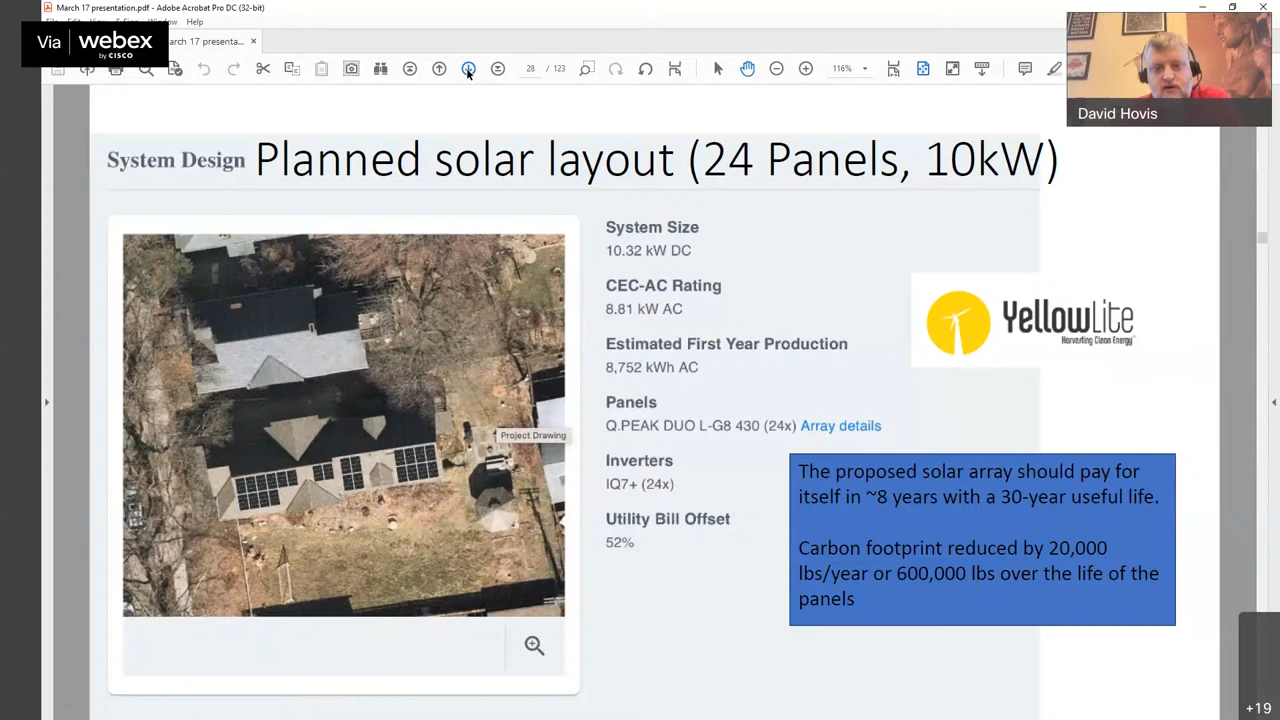 March 17 presentation.pdf - Adobe Acrobat Pro DC (32-bit)
Window Help
Via webex
by CISCO
arch 17 presenta...
28 / 123
116%
David Hovis
System Design Planned solar layout (24 Panels, 10kW)
System Size
10.32 kW DC
CEC-AC Rating
8.81 kW AC
Estimated First Year Production
8,752 kWh AC
Panels
Q.PEAK DUO L-G8 430 (24x) Array details
Inverters
IQ7+ (24x)
Utility Bill Offset
52%
Project Drawing
YellowLite
Harvesting Clean Energy
The proposed solar array should pay for
itself in ~8 years with a 30-year useful life.
Carbon footprint reduced by 20,000
lbs/year or 600,000 lbs over the life of the
panels
+19